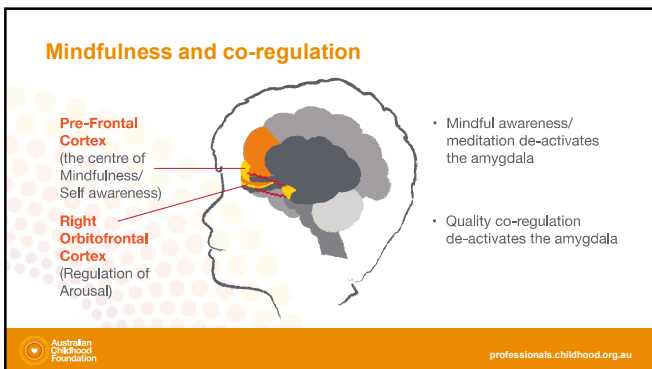 Mindfulness and co-regulation
Pre-Frontal
Cortex
(the centre of
Mindfulness/
Self awareness)
Right
Orbitofrontal
Cortex
(Regulation of
Arousal)
• Mindful awareness/
meditation de-activates
the amygdala
• Quality co-regulation
de-activates the amygdala
Australian
Childhood
Foundation
professionals.childhood.org.au